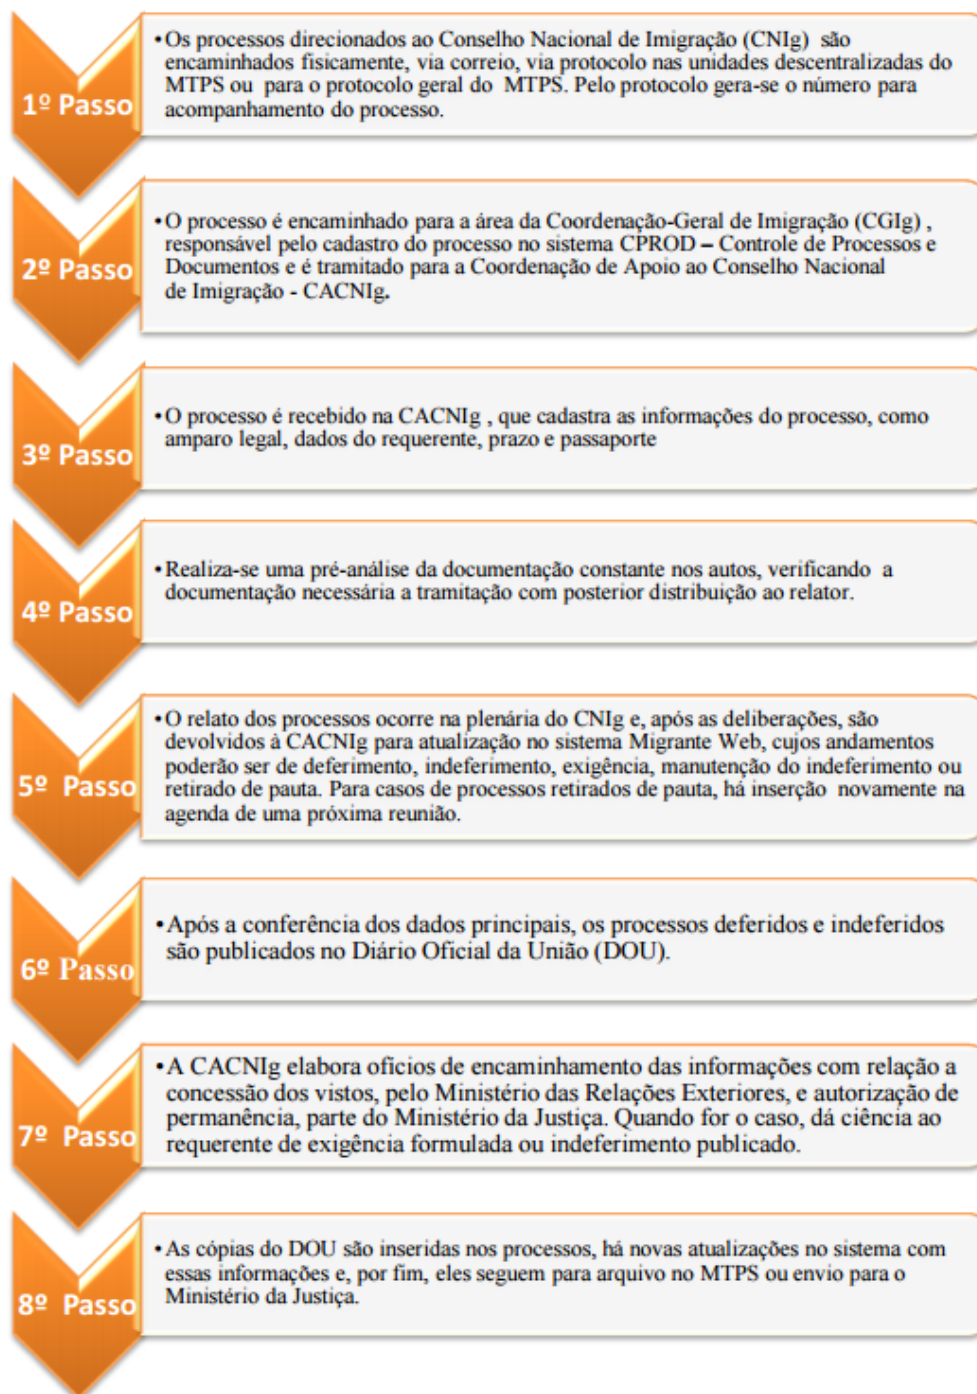 1º Passo
•Os processos direcionados ao Conselho Nacional de Imigração (CNIg) são
encaminhados fisicamente, via correio, via protocolo nas unidades descentralizadas do
MTPS ou para o protocolo geral do MTPS. Pelo protocolo gera-se o número para
acompanhamento do processo.
2º Passo
•O processo é encaminhado para a área da Coordenação-Geral de Imigração (CGIg) ,
responsável pelo cadastro do processo no sistema CPROD – Controle de Processos e
Documentos e é tramitado para a Coordenação de Apoio ao Conselho Nacional
de Imigração - CACNIg.
3º Passo
•O processo é recebido na CACNIg , que cadastra as informações do processo, como
amparo legal, dados do requerente, prazo e passaporte
4º Passo
•Realiza-se uma pré-análise da documentação constante nos autos, verificando a
documentação necessária a tramitação com posterior distribuição ao relator.
5º Passo
•O relato dos processos ocorre na plenária do CNIg e, após as deliberações, são
devolvidos à CACNIg para atualização no sistema Migrante Web, cujos andamentos
poderão ser de deferimento, indeferimento, exigência, manutenção do indeferimento ou
retirado de pauta. Para casos de processos retirados de pauta, há inserção novamente na
agenda de uma próxima reunião.
6º Passo
•Após a conferência dos dados principais, os processos deferidos e indeferidos
são publicados no Diário Oficial da União (DOU).
7º Passo
•A CACNIg elabora ofícios de encaminhamento das informações com relação a
concessão dos vistos, pelo Ministério das Relações Exteriores, e autorização de
permanência, parte do Ministério da Justiça. Quando for o caso, dá ciência ao
requerente de exigência formulada ou indeferimento publicado.
8º Passo
•As cópias do DOU são inseridas nos processos, há novas atualizações no sistema com
essas informações e, por fim, eles seguem para arquivo no MTPS ou envio para o
Ministério da Justiça.